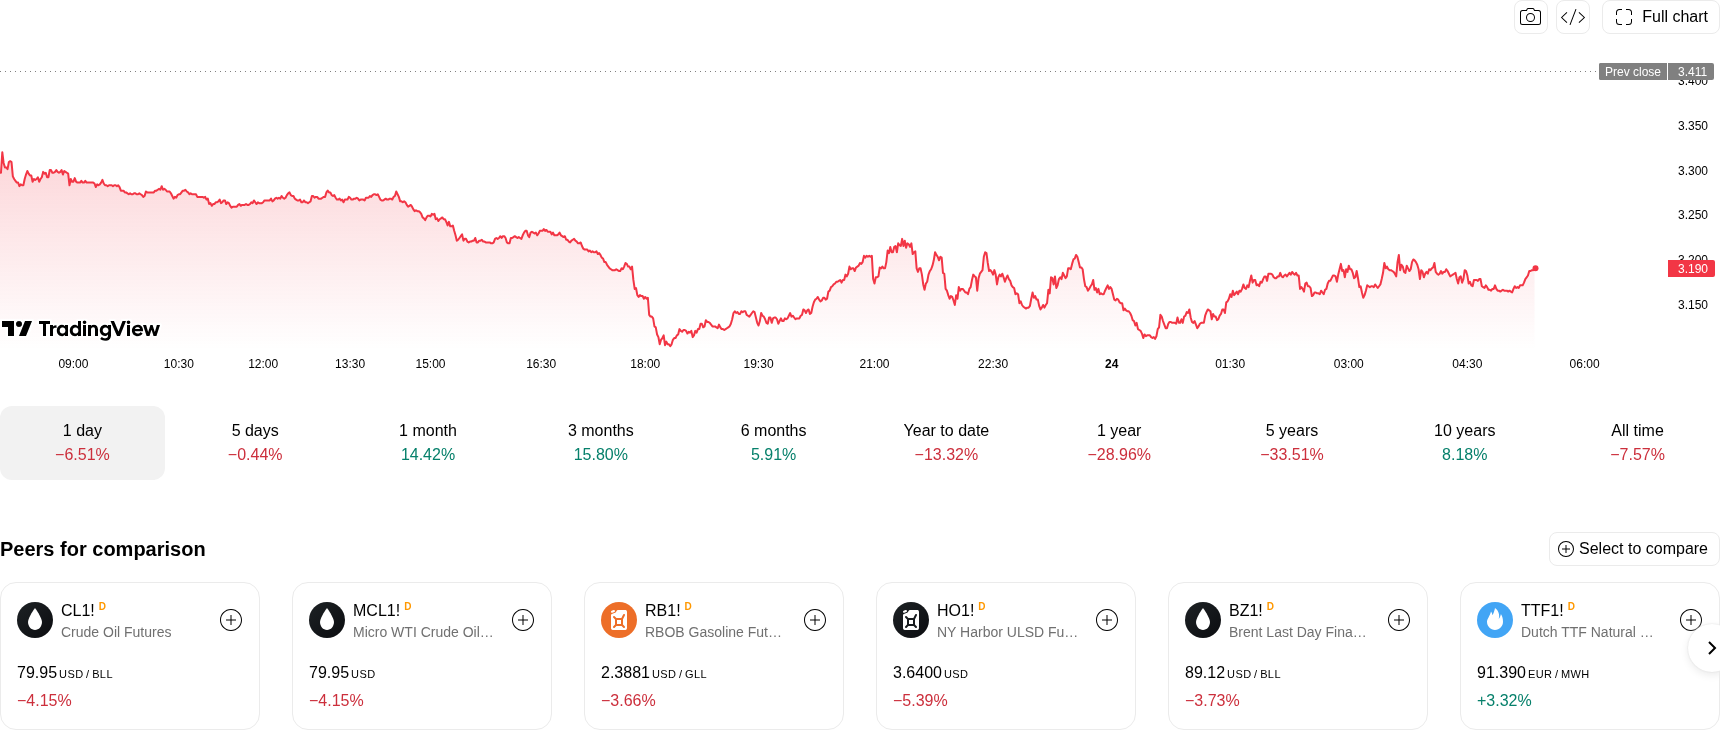 Full chart
Prev close 3.411
3.400
3.350
3.300
3.250
3.200
3.190
3.150
TradingView
09:00 10:30 12:00 13:30 15:00 16:30 18:00 19:30 21:00 22:30 24 01:30 03:00 04:30 06:00
1 day 5 days 1 month 3 months 6 months Year to date 1 year 5 years 10 years All time
−6.51% −0.44% 14.42% 15.80% 5.91% −13.32% −28.96% −33.51% 8.18% −7.57%
Peers for comparison
Select to compare
CL1! D
Crude Oil Futures
79.95 USD / BLL
−4.15%
MCL1! D
Micro WTI Crude Oil…
79.95 USD
−4.15%
RB1! D
RBOB Gasoline Fut…
2.3881 USD / GLL
−3.66%
HO1! D
NY Harbor ULSD Fu…
3.6400 USD
−5.39%
BZ1! D
Brent Last Day Fina…
89.12 USD / BLL
−3.73%
TTF1! D
Dutch TTF Natural …
91.390 EUR / MWH
+3.32%